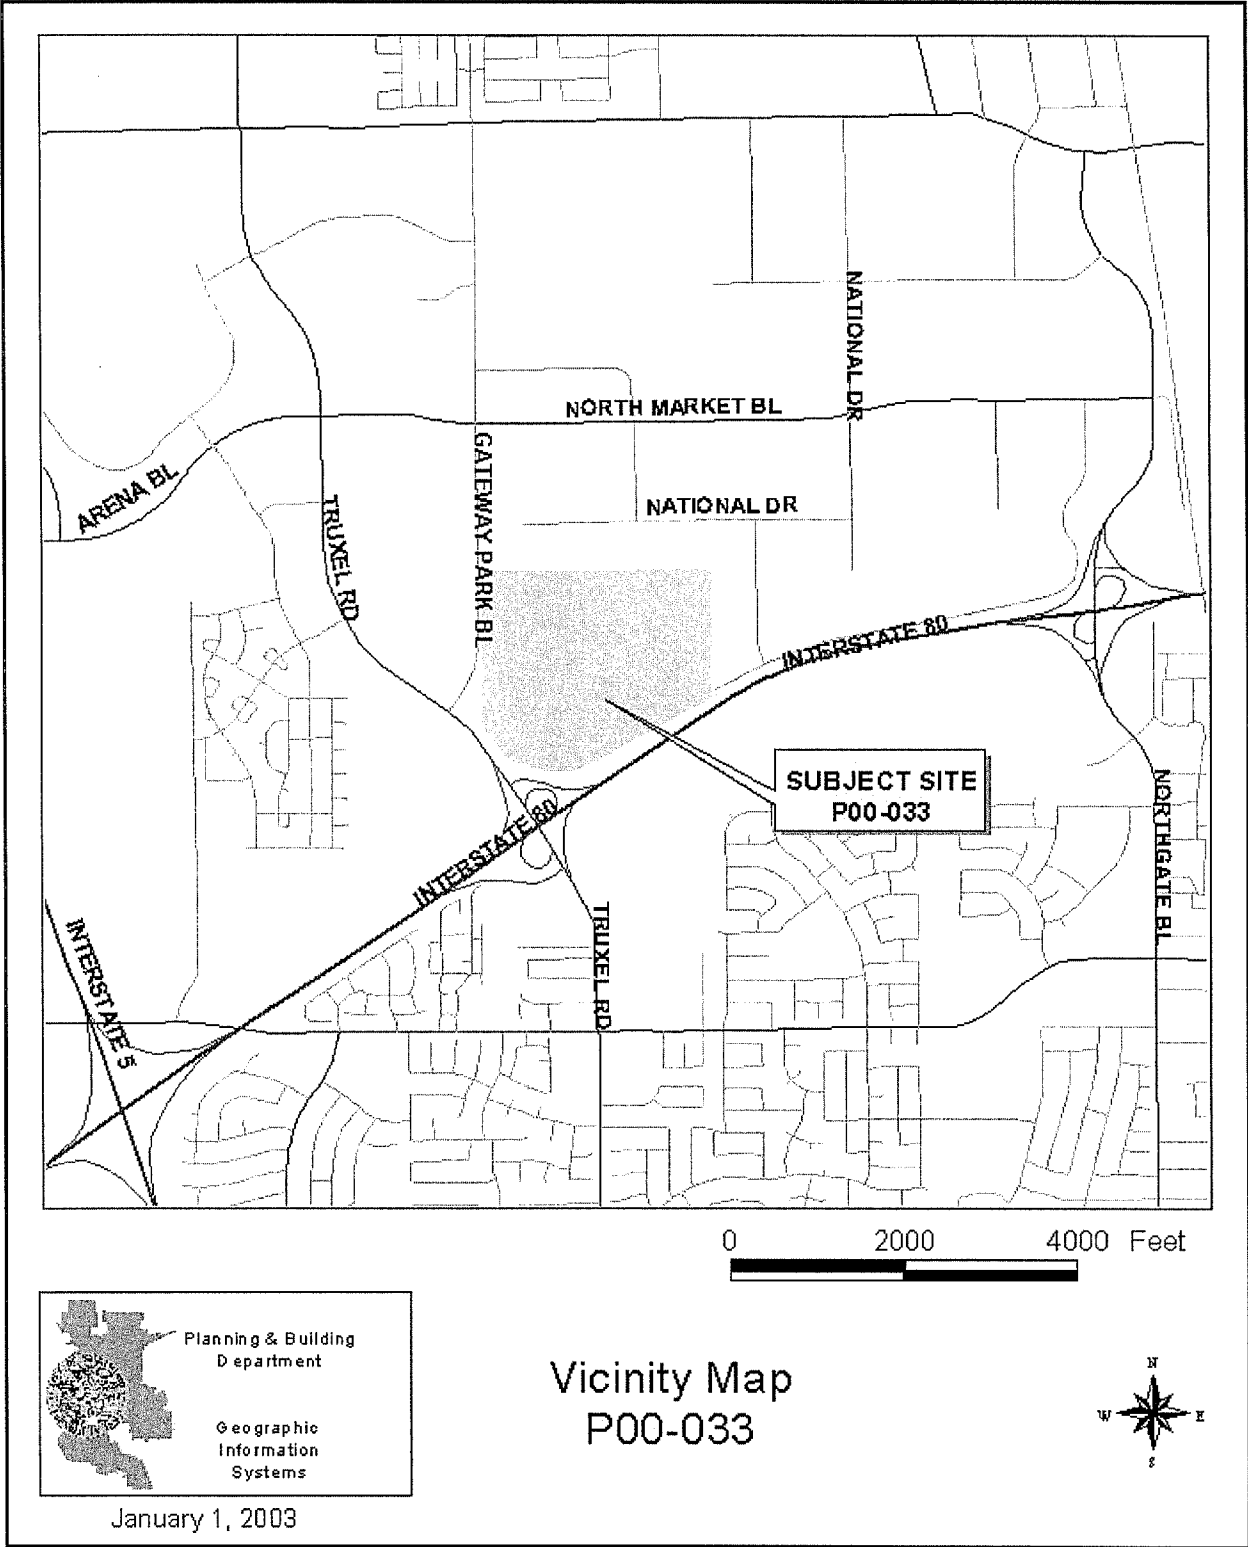 NATIONAL DR
NORTH MARKET BL
GATEWAY PARK BL
ARENA BL
TRUXEL RD
NATIONAL DR
INTERSTATE 80
SUBJECT SITE
P00-033
NORTHGATE BL
INTERSTATE 80
TRUXEL RD
INTERSTATE 5
0 2000 4000 Feet
Planning & Building
Department
Geographic
Information
Systems
Vicinity Map
P00-033
N
W E
S
January 1, 2003